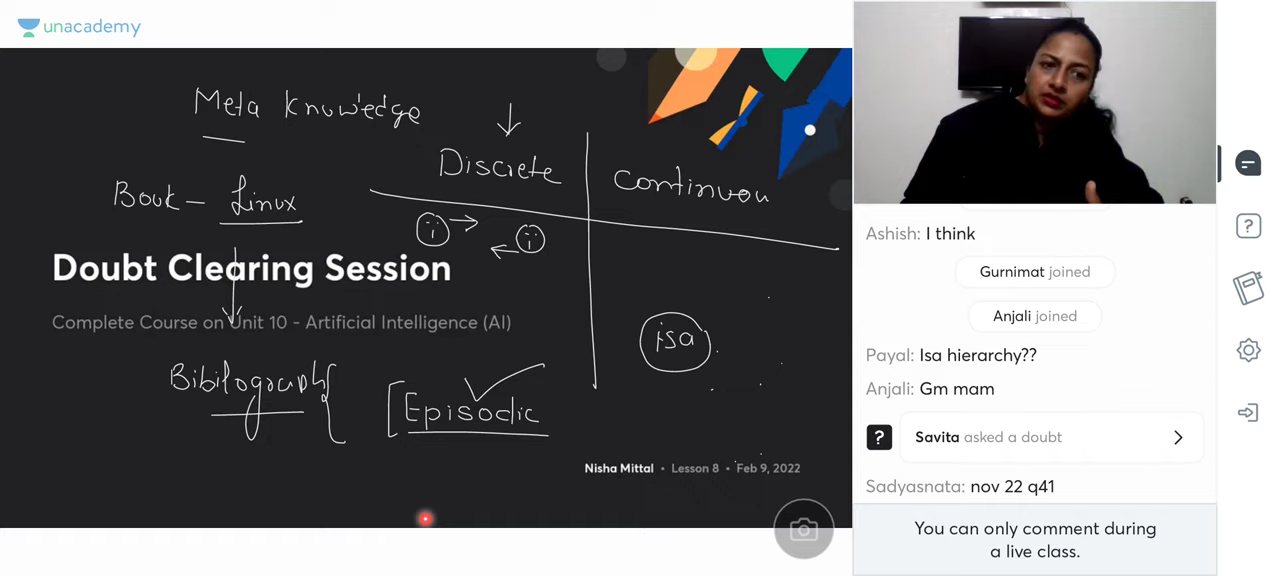 unacademy
Meta Knowledge
Discrete
Continuou
Book - Linux
Doubt Clearing Session
Complete Course on Unit 10 - Artificial Intelligence (AI)
isa
Bibilography
Episodic
Nisha Mittal • Lesson 8 • Feb 9, 2022
Ashish: I think
Gurnimat joined
Anjali joined
Payal: Isa hierarchy??
Anjali: Gm mam
? Savita asked a doubt
Sadyasnata: nov 22 q41
You can only comment during
a live class.